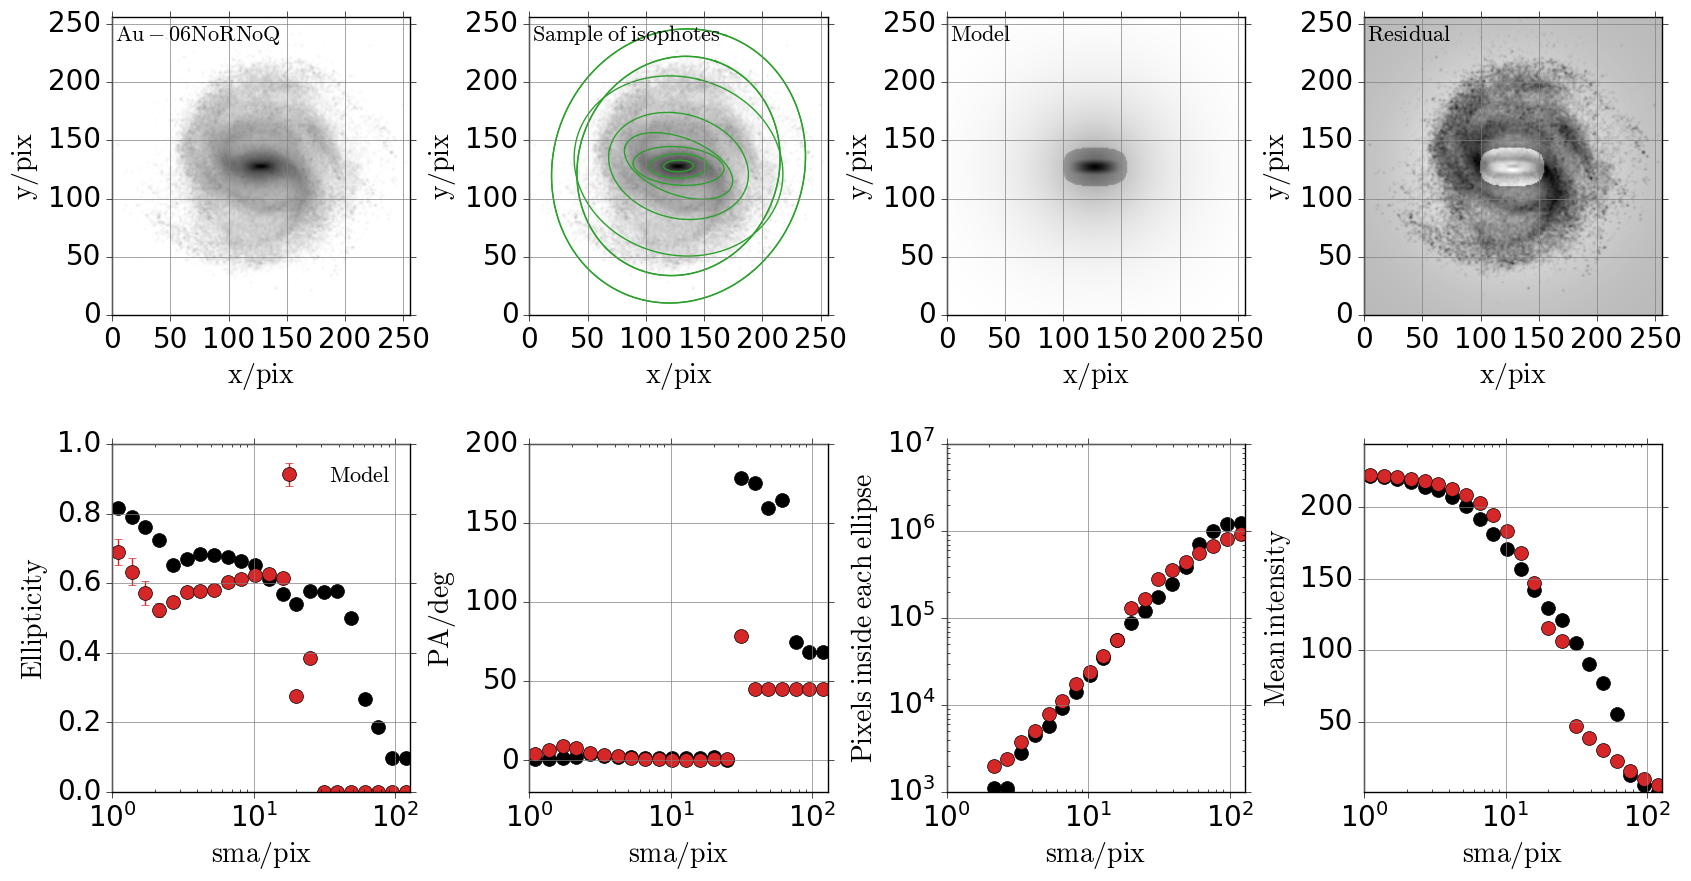 Au − 06NoRNoQ
250
200
150
100
50
0
y/pix
0 50 100 150 200 250
x/pix
Sample of isophotes
250
200
150
100
50
0
y/pix
0 50 100 150 200 250
x/pix
Model
250
200
150
100
50
0
y/pix
0 50 100 150 200 250
x/pix
Residual
250
200
150
100
50
0
y/pix
0 50 100 150 200 250
x/pix
1.0
0.8
0.6
0.4
0.2
0.0
Ellipticity
Model
10^0 10^1 10^2
sma/pix
200
150
100
50
0
PA/deg
10^0 10^1 10^2
sma/pix
10^7
10^6
10^5
10^4
10^3
Pixels inside each ellipse
10^0 10^1 10^2
sma/pix
200
150
100
50
Mean intensity
10^0 10^1 10^2
sma/pix